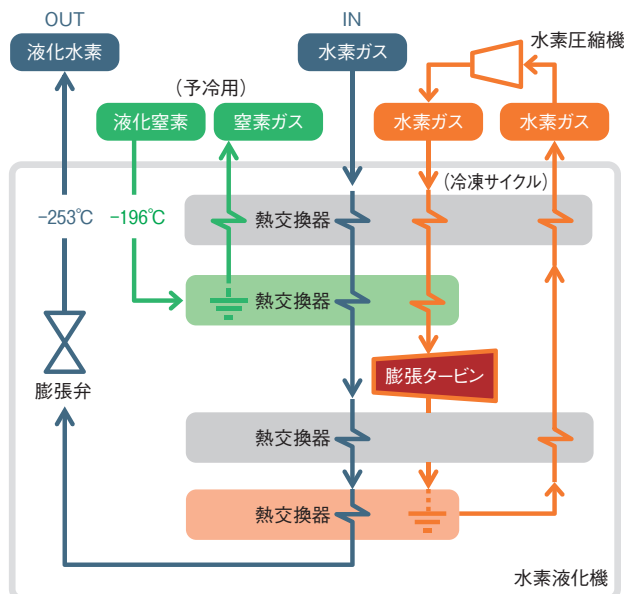 OUT
IN
液化水素
水素ガス
水素圧縮機
(予冷用)
液化窒素
窒素ガス
水素ガス
水素ガス
(冷凍サイクル)
-253℃
-196℃
熱交換器
熱交換器
膨張タービン
膨張弁
熱交換器
熱交換器
水素液化機